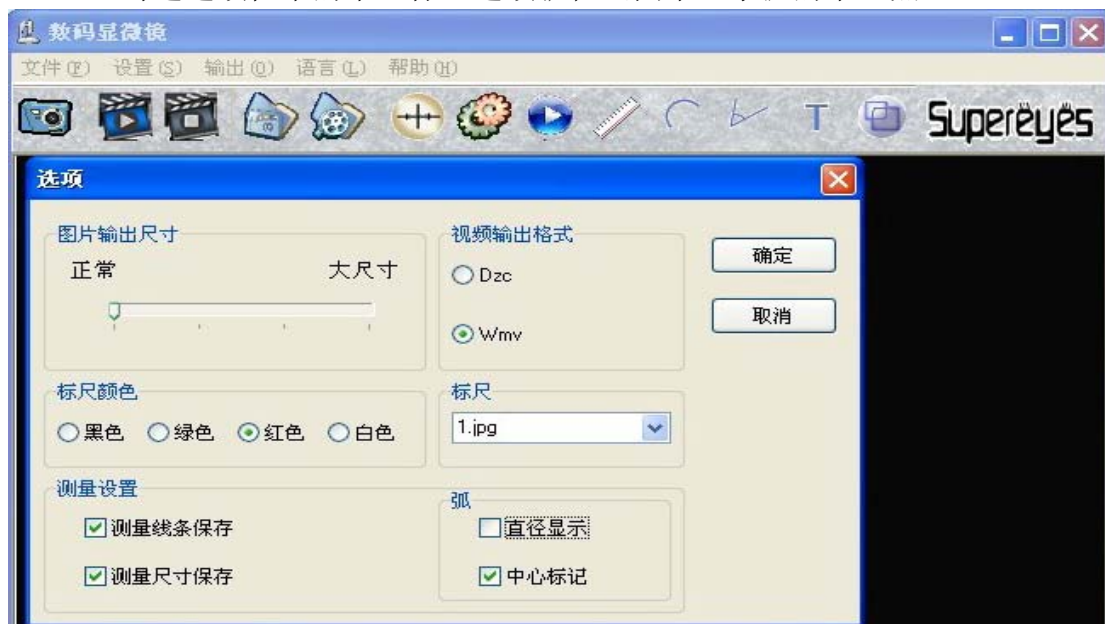 数码显微镜
文件(F) 设置(S) 输出(O) 语言(L) 帮助(H)
T Supereyës
选项
图片输出尺寸
正常 大尺寸
视频输出格式
Dzc
Wmv
确定
取消
标尺颜色
黑色 绿色 红色 白色
标尺
1.jpg
测量设置
测量线条保存
测量尺寸保存
弧
直径显示
中心标记